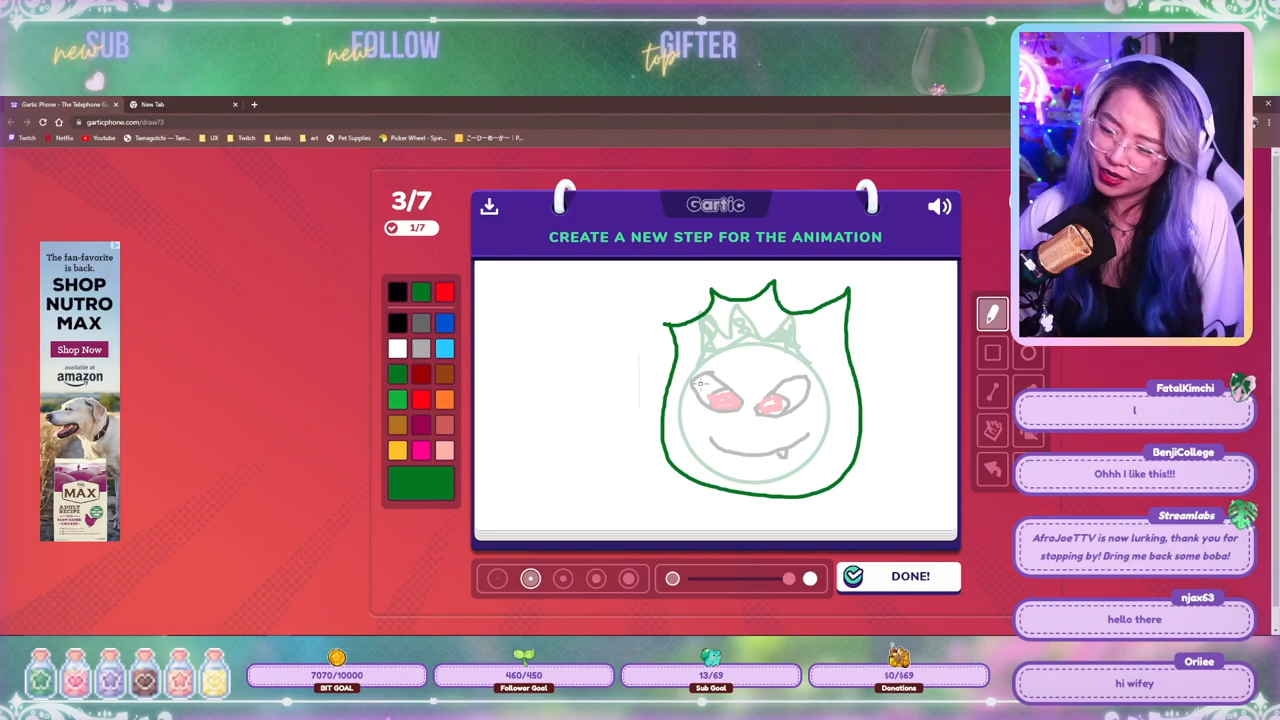 new SUB
new FOLLOW
top GIFTER
Gartic Phone - The Telephone G
New Tab
garticphone.com/draw?3
Twitch
Netflix
Youtube
Tamagotchi — Tam...
UX
Twitch
keebs
art
Pet Supplies
Picker Wheel - Spin...
3/7
1/7
Gartic
CREATE A NEW STEP FOR THE ANIMATION
The fan-favorite
is back.
SHOP
NUTRO
MAX
Shop Now
available at
amazon
MAX
DONE!
FatalKimchi
l
BenjiCollege
Ohhh I like this!!!
Streamlabs
AfroJoeTTV is now lurking, thank you for
stopping by! Bring me back some boba!
njax63
hello there
Oriiee
hi wifey
7070/10000
BIT GOAL
460/450
Follower Goal
13/69
Sub Goal
$0/$69
Donations